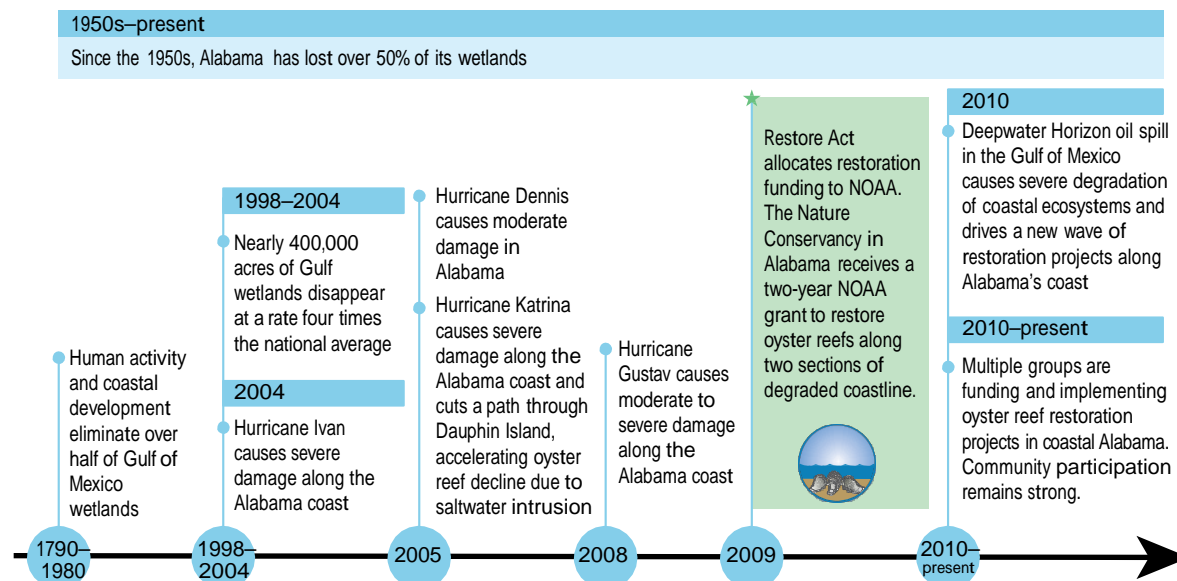 1950s–present
Since the 1950s, Alabama has lost over 50% of its wetlands
Human activity
and coastal
development
eliminate over
half of Gulf of
Mexico
wetlands
1998–2004
Nearly 400,000
acres of Gulf
wetlands disappear
at a rate four times
the national average
2004
Hurricane Ivan
causes severe
damage along the
Alabama coast
Hurricane Dennis
causes moderate
damage in
Alabama
Hurricane Katrina
causes severe
damage along the
Alabama coast and
cuts a path through
Dauphin Island,
accelerating oyster
reef decline due to
saltwater intrusion
Hurricane
Gustav causes
moderate to
severe damage
along the
Alabama coast
Restore Act
allocates restoration
funding to NOAA.
The Nature
Conservancy in
Alabama receives a
two-year NOAA
grant to restore
oyster reefs along
two sections of
degraded coastline.
2010
Deepwater Horizon oil spill
in the Gulf of Mexico
causes severe degradation
of coastal ecosystems and
drives a new wave of
restoration projects along
Alabama's coast
2010–present
Multiple groups are
funding and implementing
oyster reef restoration
projects in coastal Alabama.
Community participation
remains strong.
1790–
1980
1998–
2004
2005
2008
2009
2010–
present